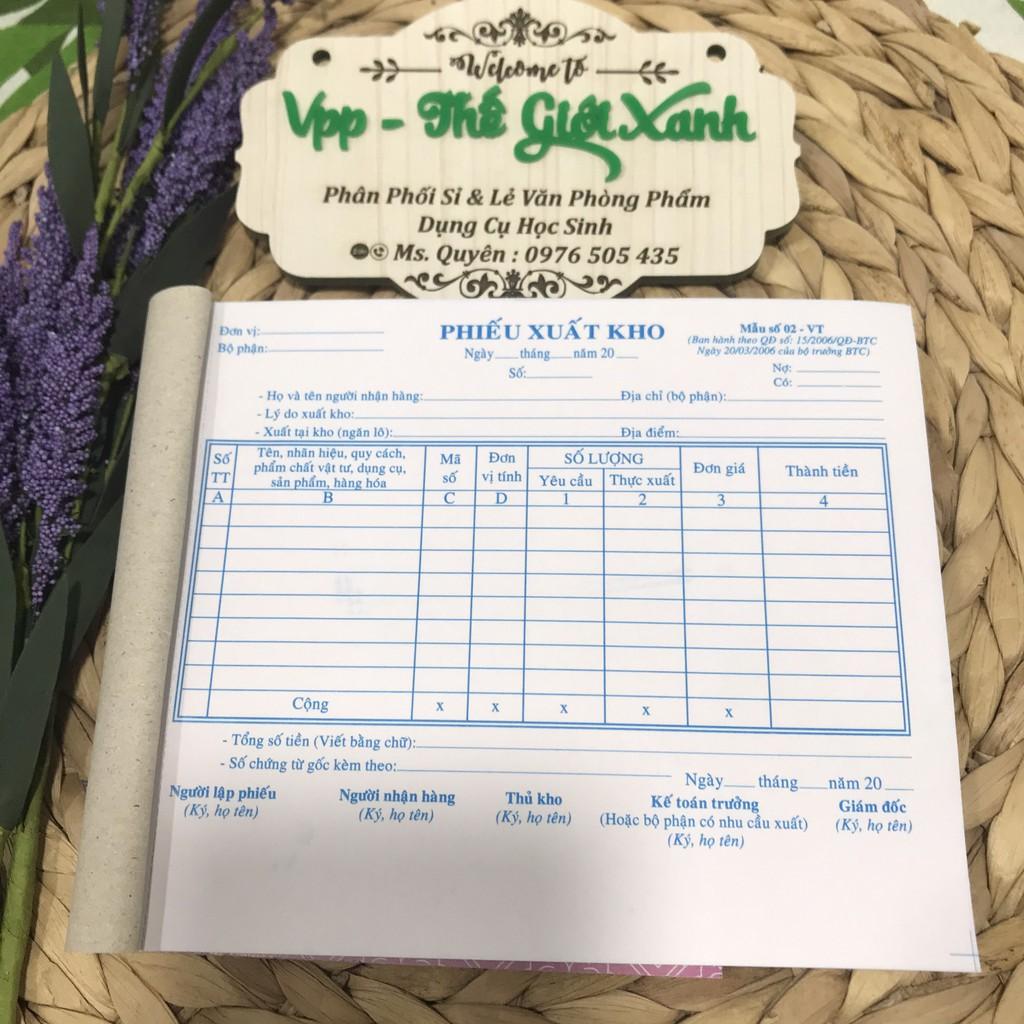 Welcome to
Vpp - Thế Giới Xanh
Phân Phối Sỉ & Lẻ Văn Phòng Phẩm
Dụng Cụ Học Sinh
Ms. Quyên : 0976 505 435
Đơn vị:
Bộ phận:
PHIẾU XUẤT KHO
Ngày tháng năm 20
Số:
Mẫu số 02 - VT
(Ban hành theo QĐ số: 15/2006/QĐ-BTC
Ngày 20/03/2006 của bộ trưởng BTC)
Nợ:
Có:
- Họ và tên người nhận hàng: Địa chỉ (bộ phận):
- Lý do xuất kho:
- Xuất tại kho (ngăn lô): Địa điểm:
Số TT
Tên, nhãn hiệu, quy cách,
phẩm chất vật tư, dụng cụ,
sản phẩm, hàng hóa
Mã số
Đơn vị tính
SỐ LƯỢNG
Yêu cầu Thực xuất
Đơn giá
Thành tiền
A B C D 1 2 3 4
Cộng x x x x x
- Tổng số tiền (Viết bằng chữ):
- Số chứng từ gốc kèm theo:
Ngày tháng năm 20
Người lập phiếu
(Ký, họ tên)
Người nhận hàng
(Ký, họ tên)
Thủ kho
(Ký, họ tên)
Kế toán trưởng
(Hoặc bộ phận có nhu cầu xuất)
(Ký, họ tên)
Giám đốc
(Ký, họ tên)